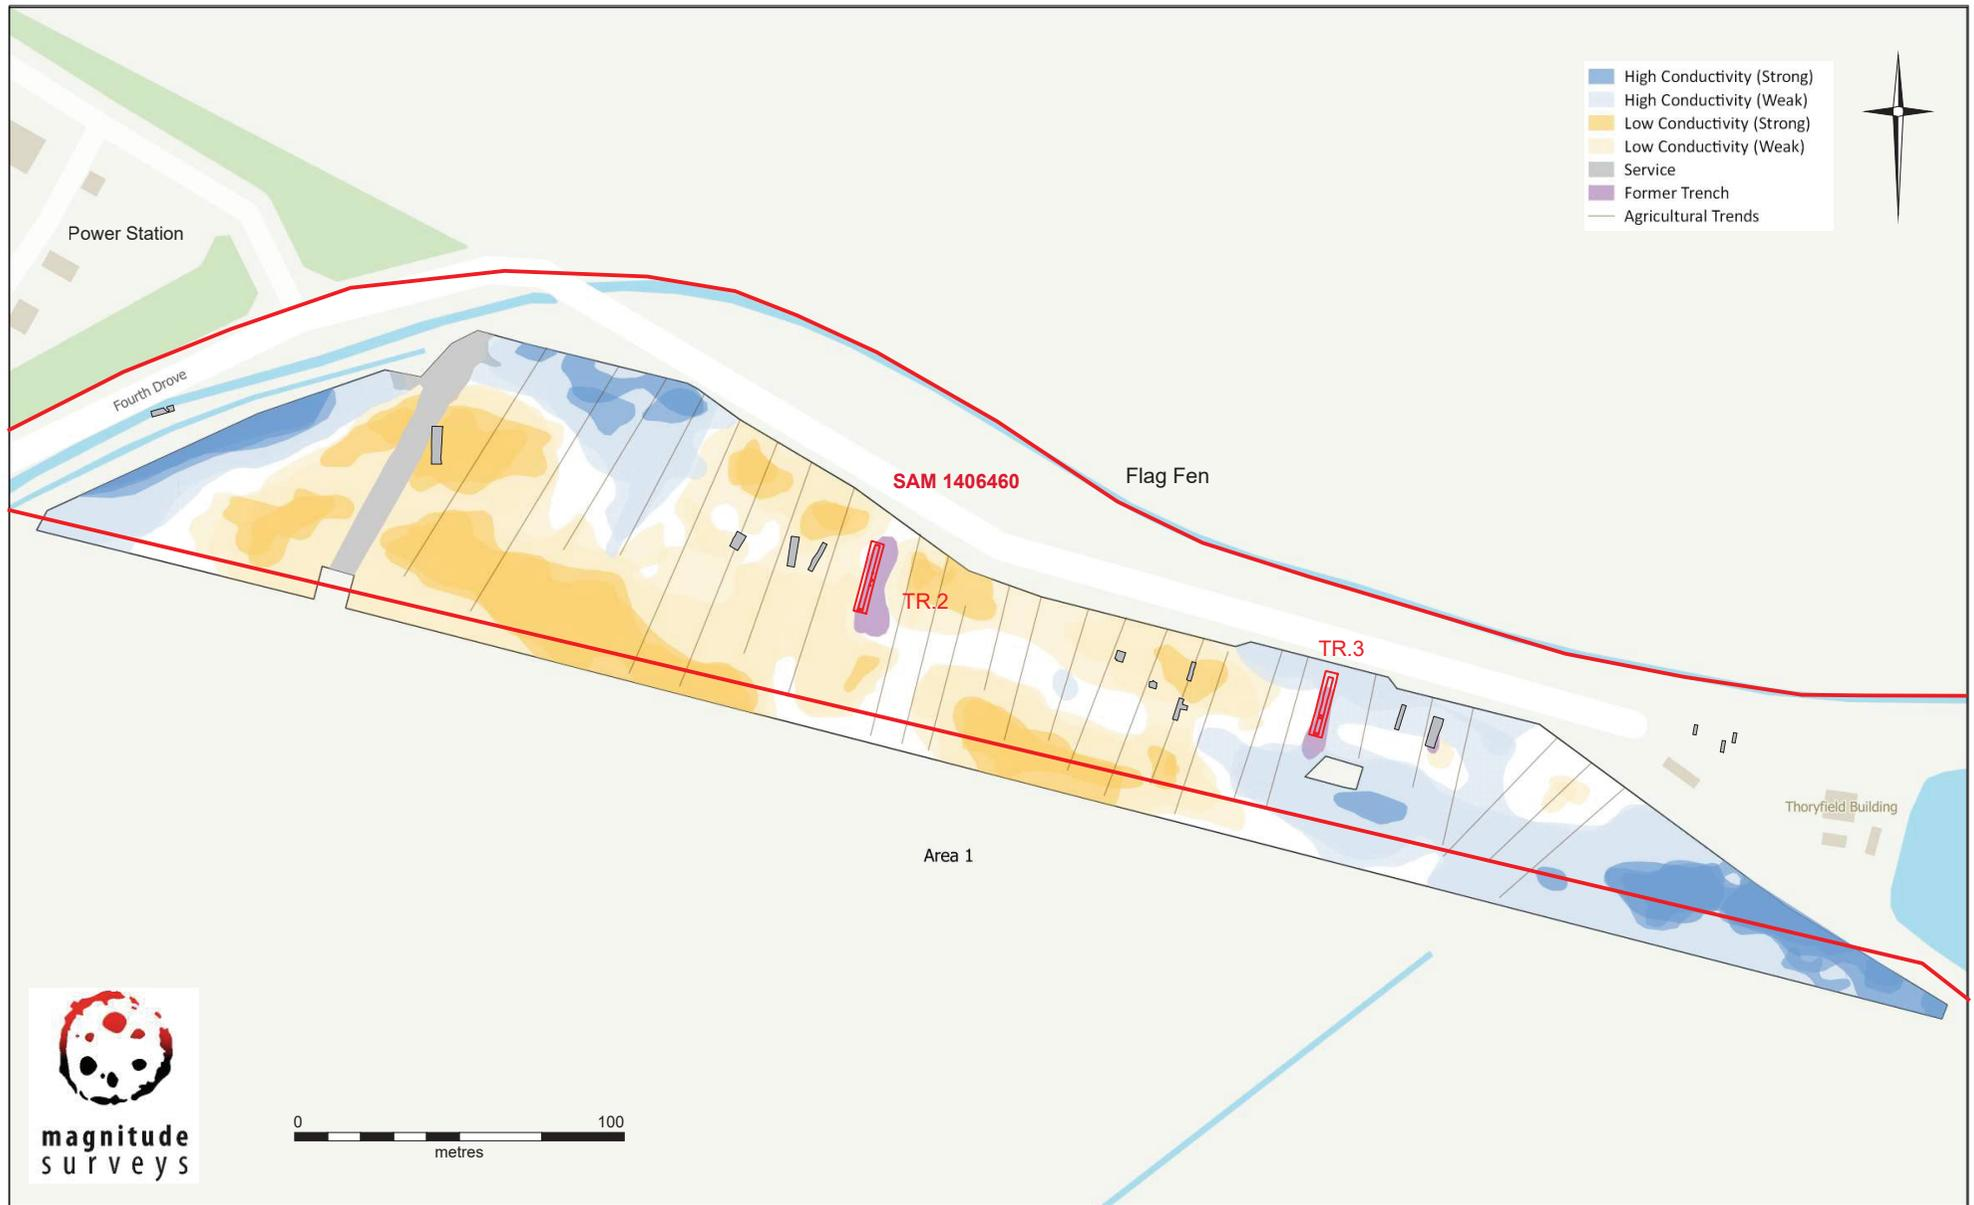 High Conductivity (Strong)
High Conductivity (Weak)
Low Conductivity (Strong)
Low Conductivity (Weak)
Service
Former Trench
Agricultural Trends
Power Station
Fourth Drove
SAM 1406460
Flag Fen
TR.2
TR.3
Thoryfield Building
Area 1
0 100
metres
magnitude
surveys